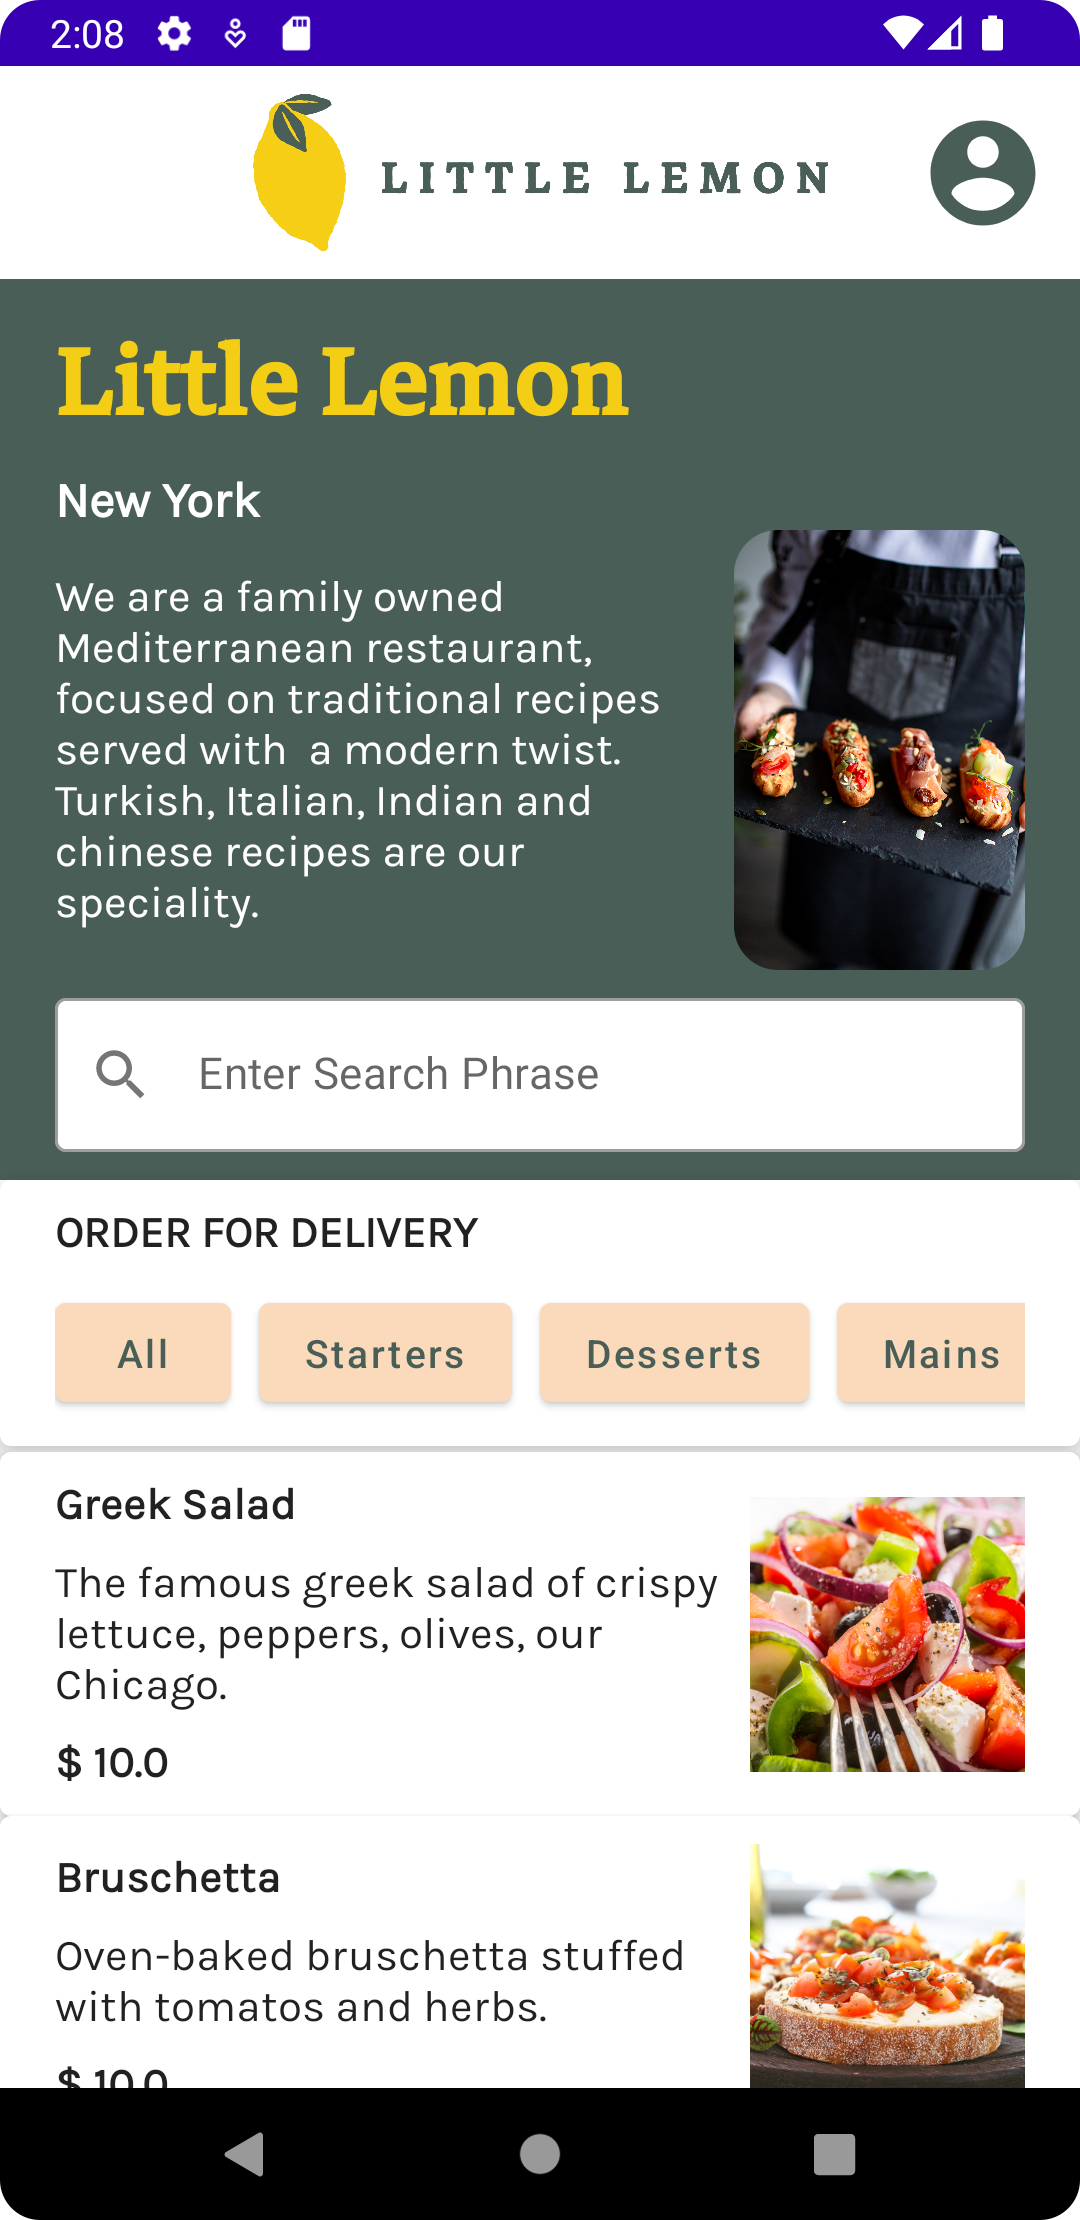 2:08
LITTLE LEMON
Little Lemon
New York
We are a family owned
Mediterranean restaurant,
focused on traditional recipes
served with  a modern twist.
Turkish, Italian, Indian and
chinese recipes are our
speciality.
Enter Search Phrase
ORDER FOR DELIVERY
All
Starters
Desserts
Mains
Greek Salad
The famous greek salad of crispy
lettuce, peppers, olives, our
Chicago.
$ 10.0
Bruschetta
Oven-baked bruschetta stuffed
with tomatos and herbs.
$ 10.0